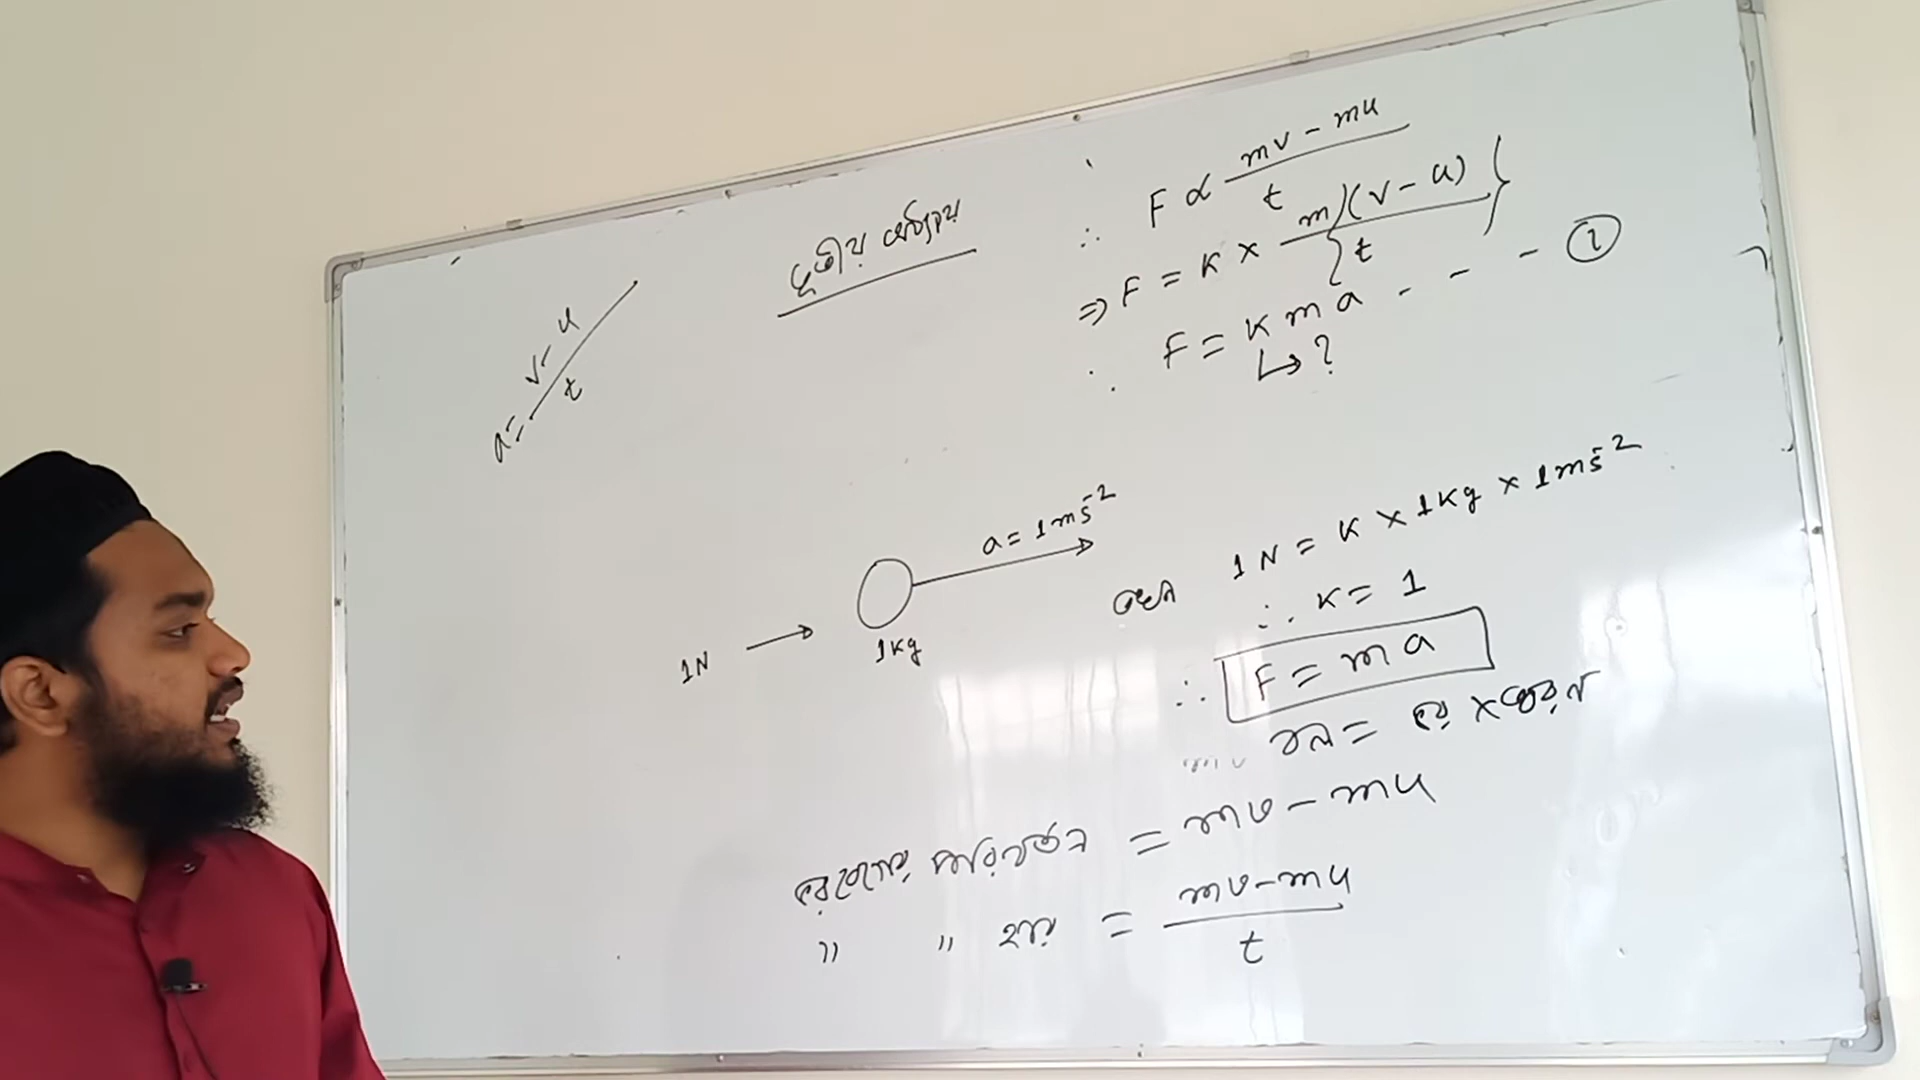 তৃতীয় অধ্যায়
a = v - u / t
∴ F ∝ mv - mu / t
⇒ F = K × m(v - u) / t
∴ F = K m a - - - (1)
↳ ?
1N → 1kg
a = 1ms⁻²
তাহলে 1N = K × 1kg × 1ms⁻²
∴ K = 1
∴ F = ma
বল = ভর × ত্বরণ
ভরবেগের পরিবর্তন = mv - mu
" " হার = mv - mu / t